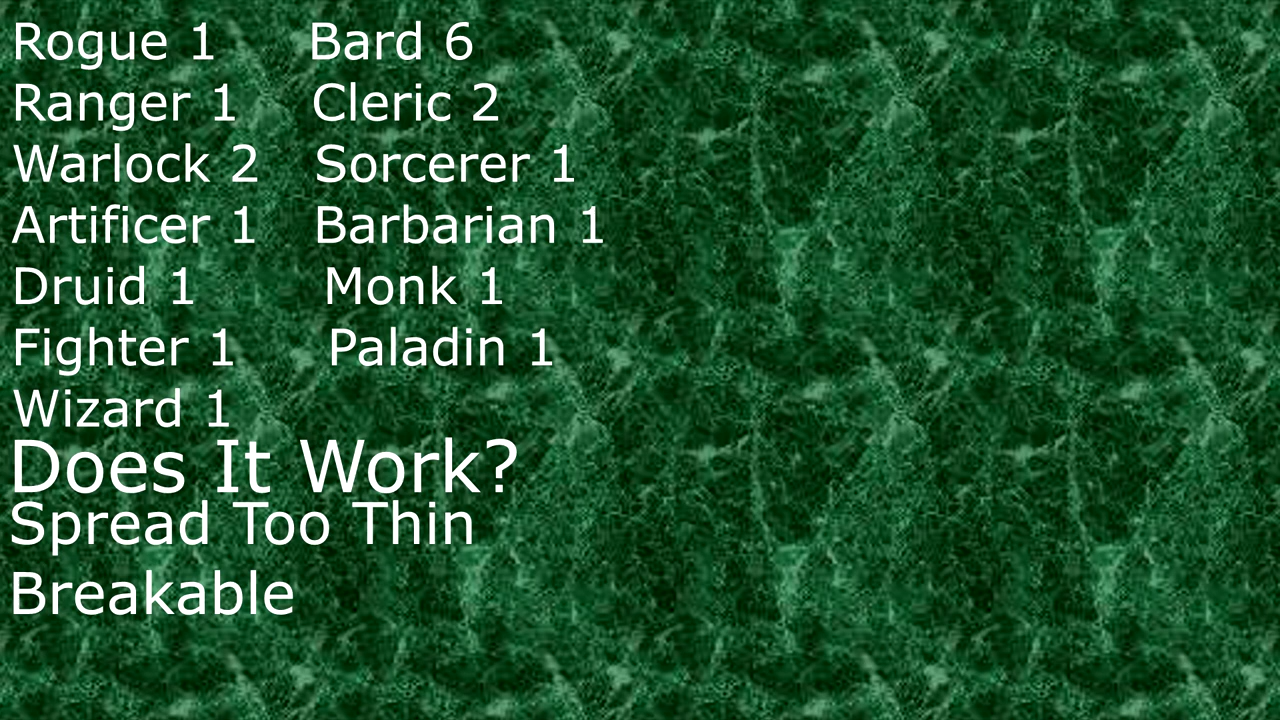 Rogue 1 Bard 6
Ranger 1 Cleric 2
Warlock 2 Sorcerer 1
Artificer 1 Barbarian 1
Druid 1 Monk 1
Fighter 1 Paladin 1
Wizard 1
Does It Work?
Spread Too Thin
Breakable